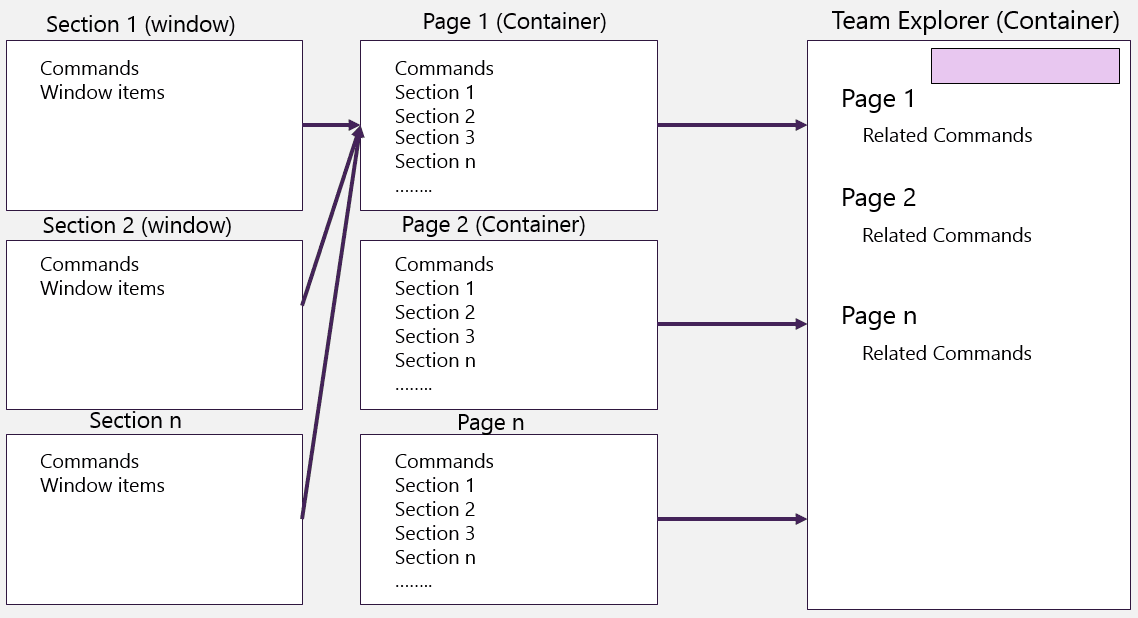 Section 1 (window)
Commands
Window items
Section 2 (window)
Commands
Window items
Section n
Commands
Window items
Page 1 (Container)
Commands
Section 1
Section 2
Section 3
Section n
........
Page 2 (Container)
Commands
Section 1
Section 2
Section 3
Section n
........
Page n
Commands
Section 1
Section 2
Section 3
Section n
........
Team Explorer (Container)
Page 1
Related Commands
Page 2
Related Commands
Page n
Related Commands